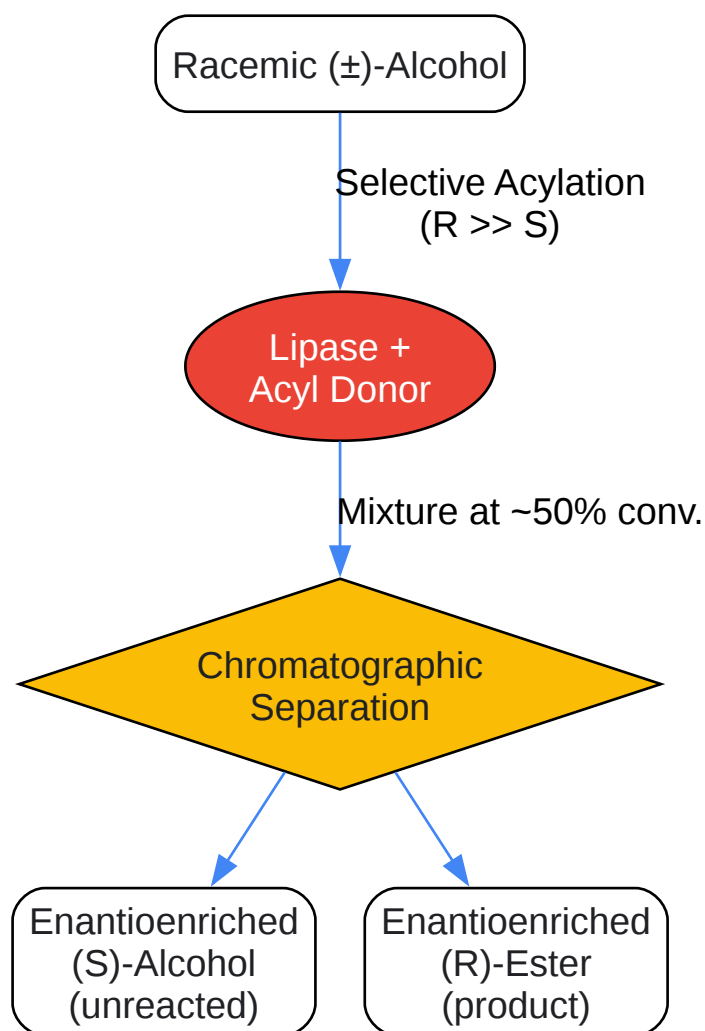 Racemic (±)-Alcohol
Selective Acylation
(R >> S)
Lipase +
Acyl Donor
Mixture at ~50% conv.
Chromatographic
Separation
Enantioenriched
(S)-Alcohol
(unreacted)
Enantioenriched
(R)-Ester
(product)